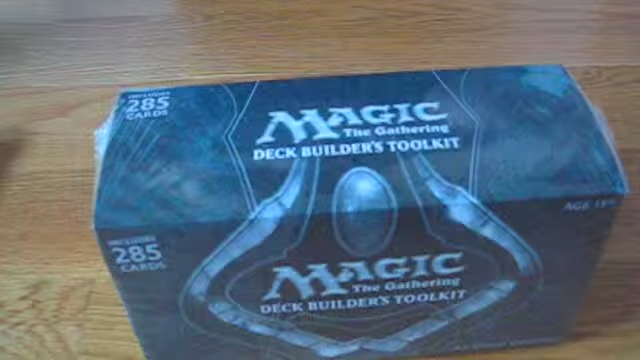 INCLUDES
285
CARDS
MAGIC
The Gathering
DECK BUILDER'S TOOLKIT
INCLUDES
285
CARDS
MAGIC
The Gathering
DECK BUILDER'S TOOLKIT
AGE 13+